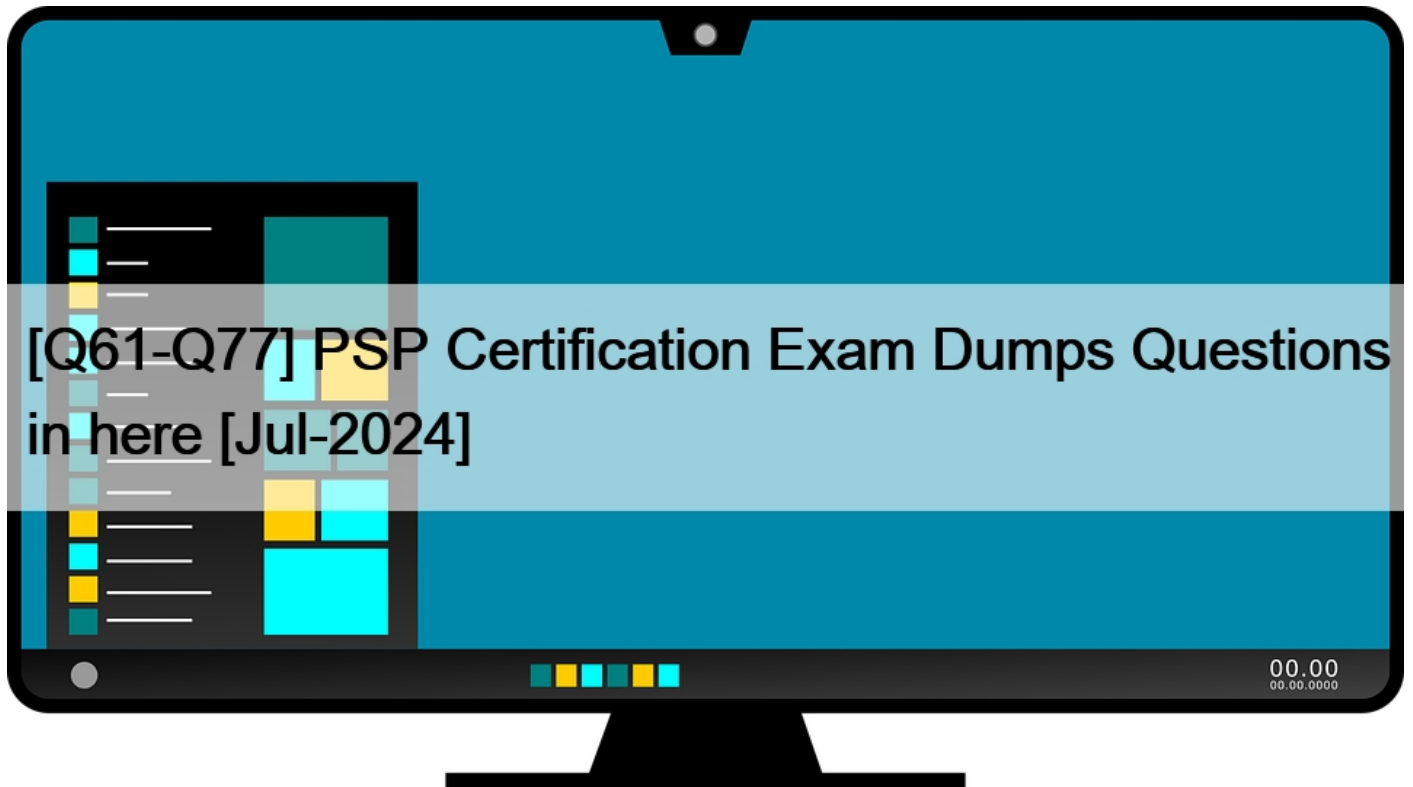 [Q61-Q77] PSP Certification Exam Dumps Questions
in here [Jul-2024]
00.00
00.00.0000